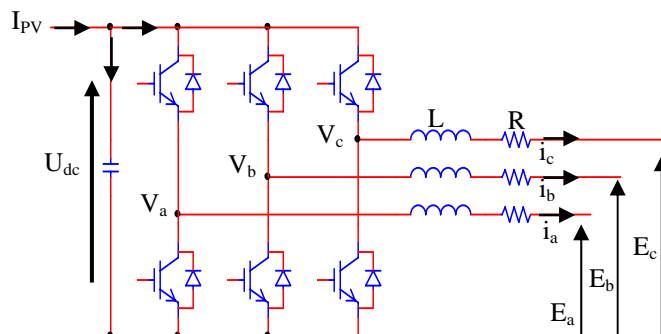 I_PV
L
R
V_c
i_c
U_dc
V_b
i_b
V_a
i_a
E_c
E_b
E_a